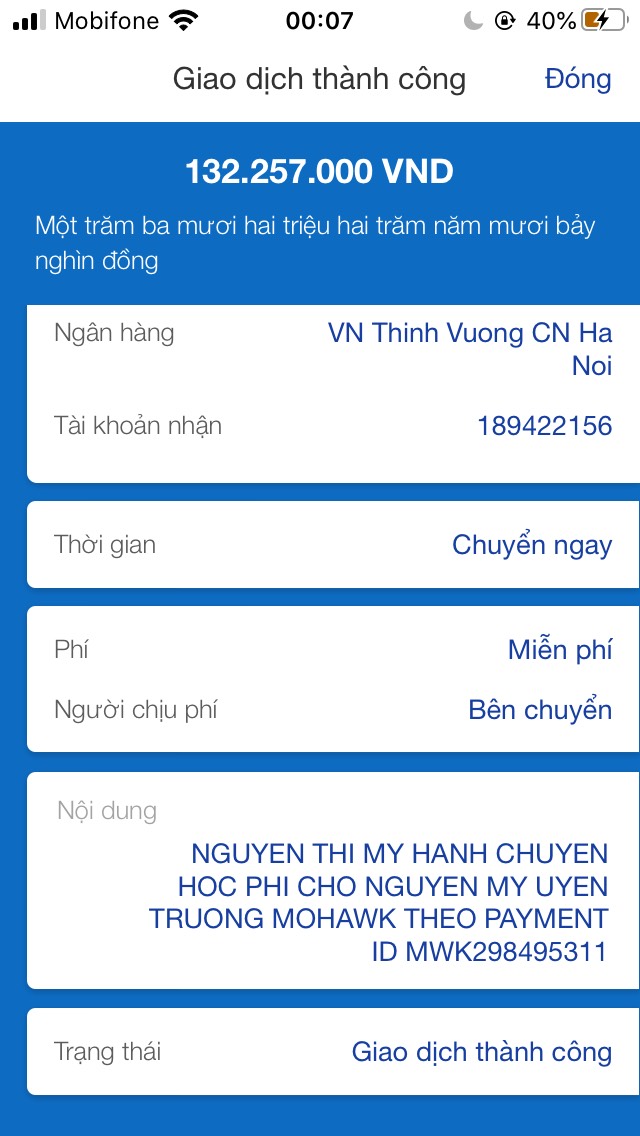 Mobifone 00:07 40%
Giao dịch thành công Đóng
132.257.000 VND
Một trăm ba mươi hai triệu hai trăm năm mươi bảy
nghìn đồng
Ngân hàng VN Thinh Vuong CN Ha
Noi
Tài khoản nhận 189422156
Thời gian Chuyển ngay
Phí Miễn phí
Người chịu phí Bên chuyển
Nội dung
NGUYEN THI MY HANH CHUYEN
HOC PHI CHO NGUYEN MY UYEN
TRUONG MOHAWK THEO PAYMENT
ID MWK298495311
Trạng thái Giao dịch thành công